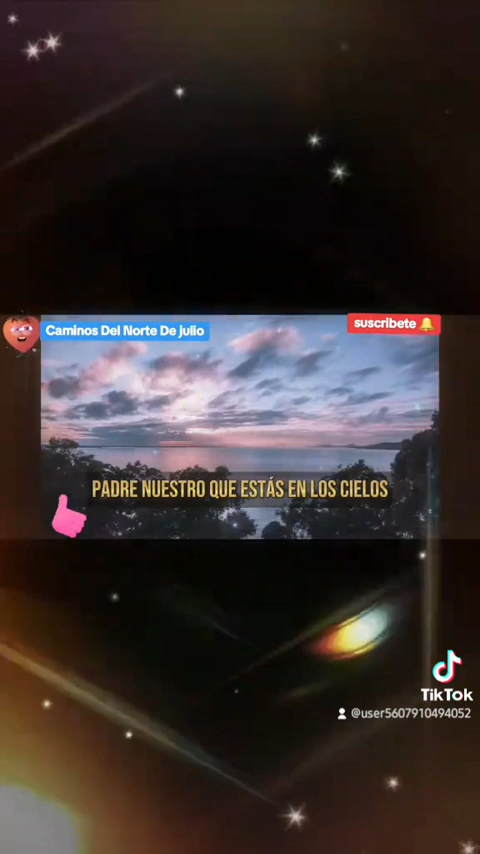 Caminos Del Norte De julio
suscribete
PADRE NUESTRO QUE ESTÁS EN LOS CIELOS
TikTok
@user5607910494052